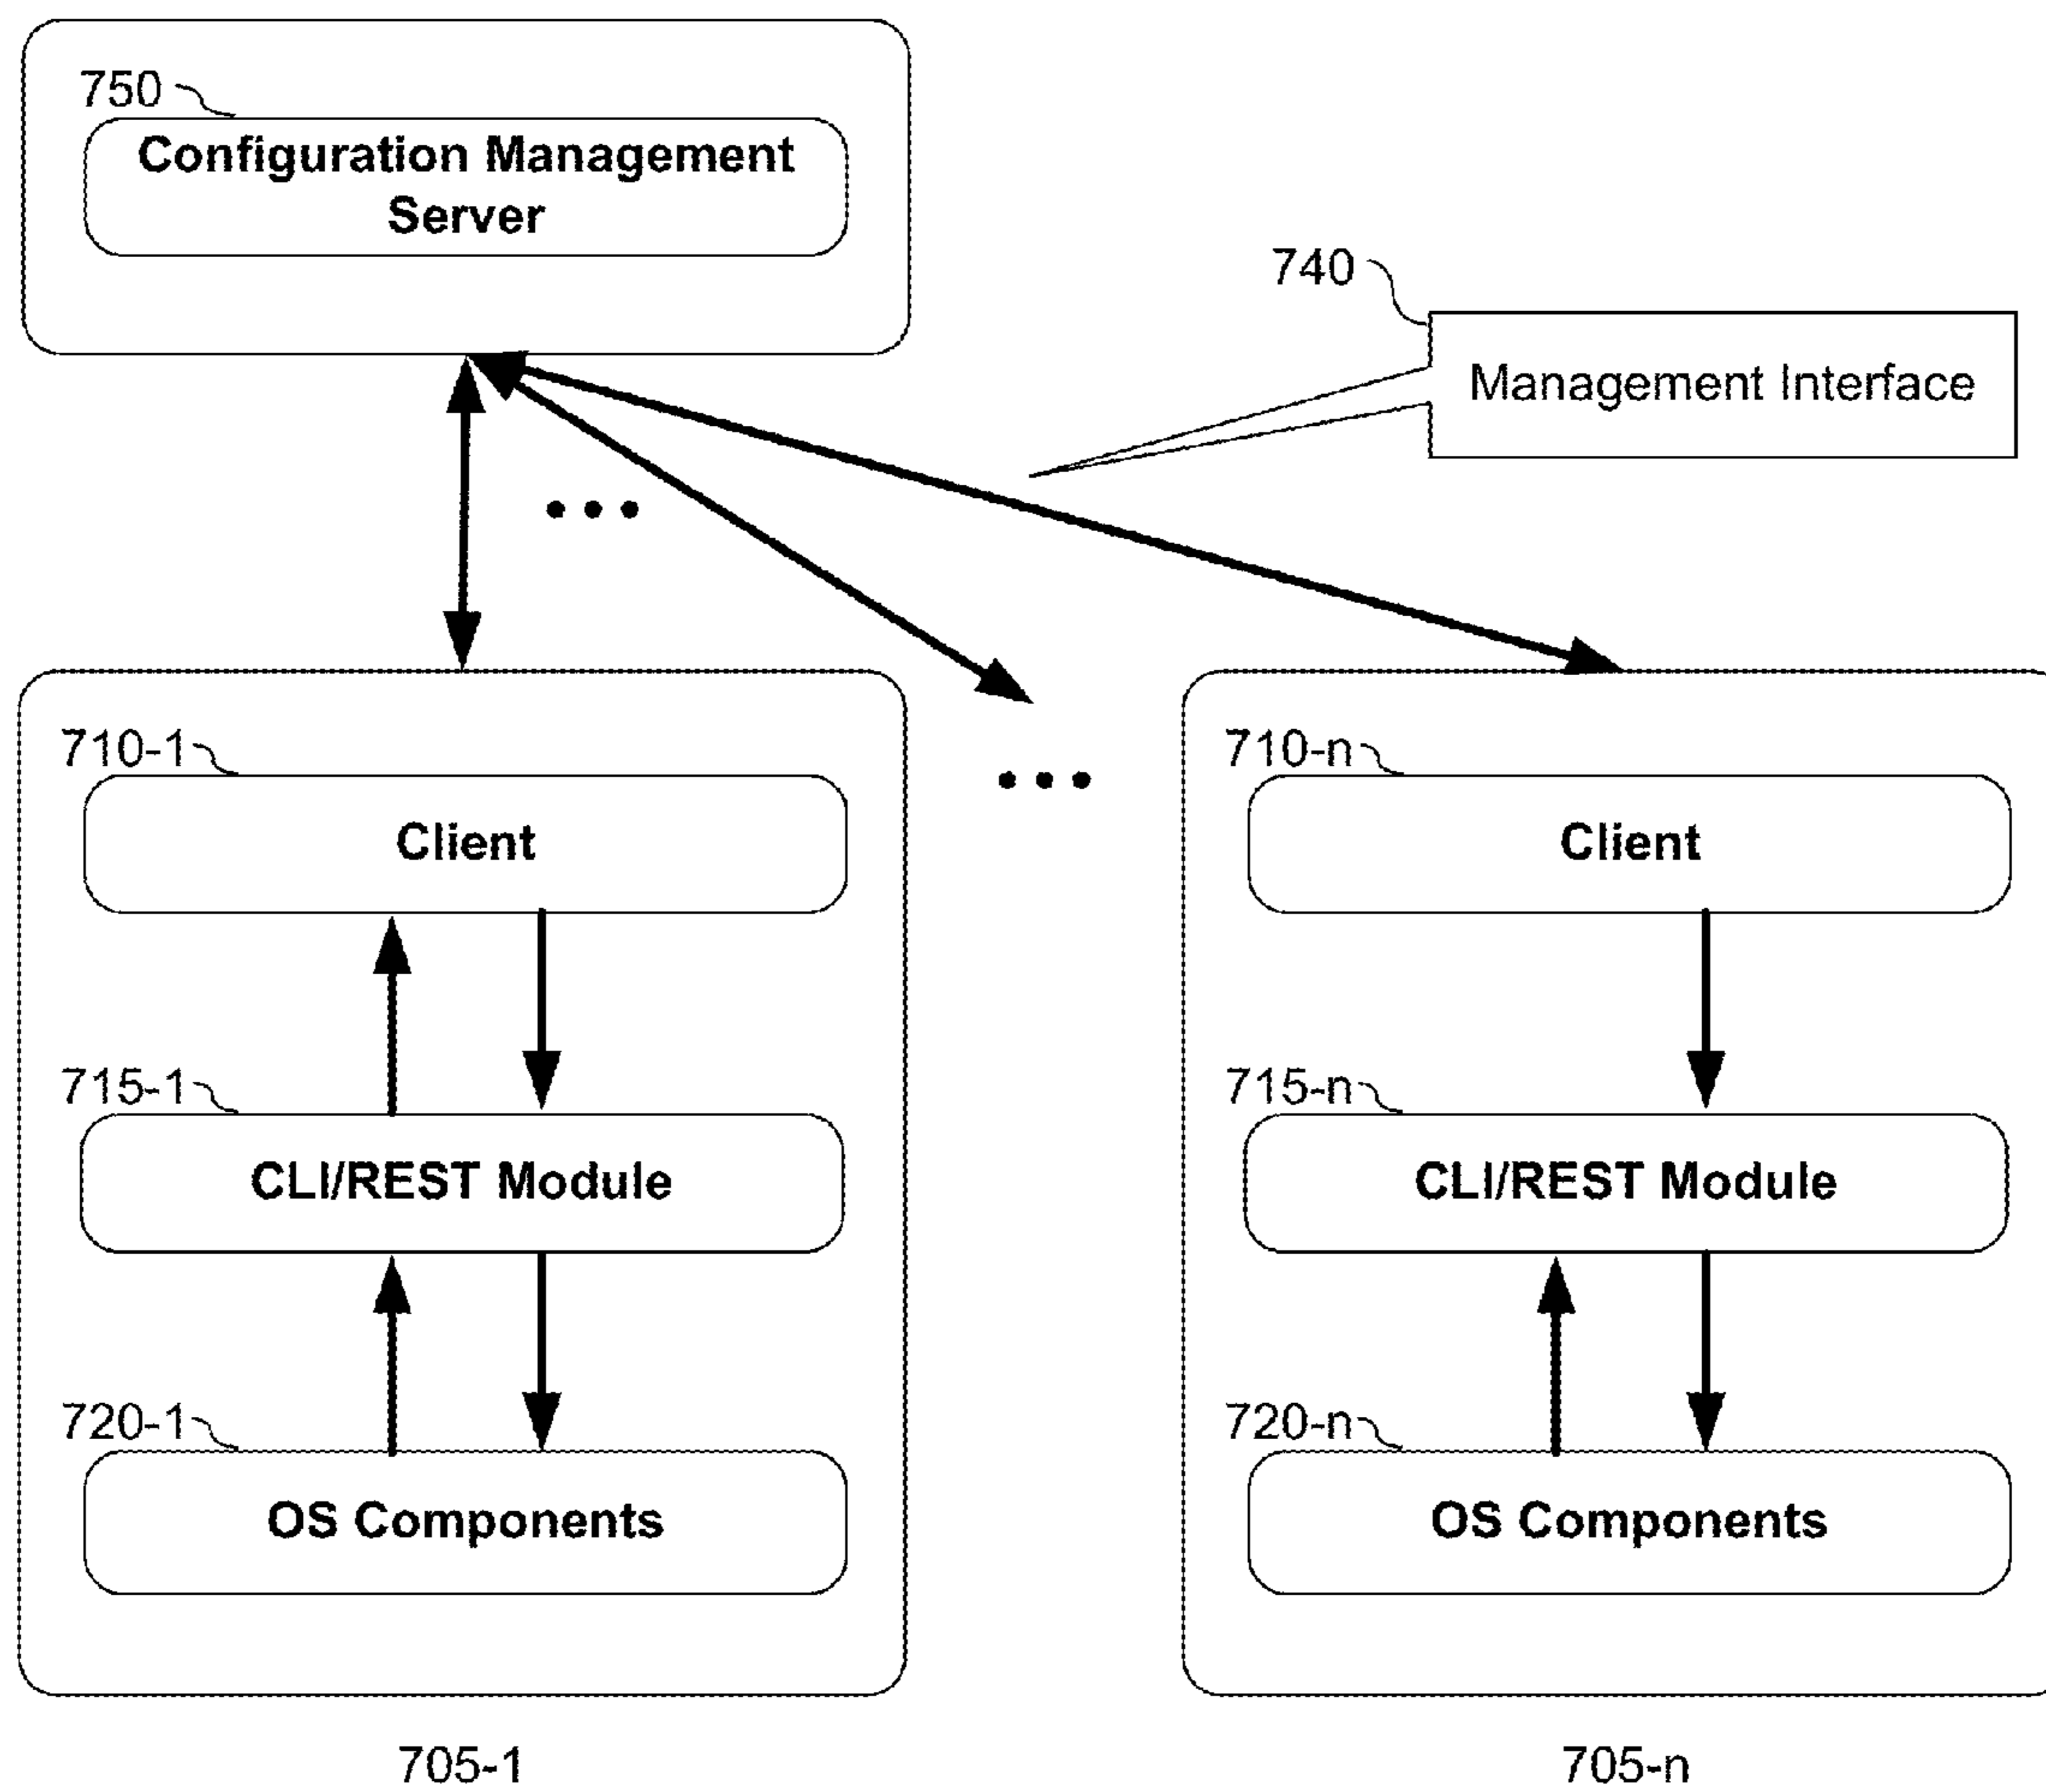 750
Configuration Management
Server
740
Management Interface
710-1
Client
715-1
CLI/REST Module
720-1
OS Components
705-1
710-n
Client
715-n
CLI/REST Module
720-n
OS Components
705-n